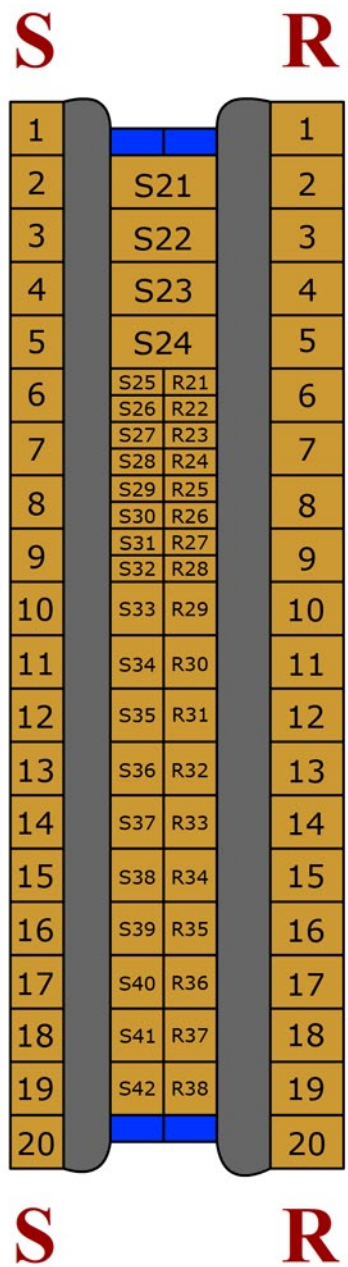 S R
1 1
2 S21 2
3 S22 3
4 S23 4
5 S24 5
S25 R21
6 6
S26 R22
S27 R23
7 7
S28 R24
S29 R25
8 8
S30 R26
S31 R27
9 9
S32 R28
10 S33 R29 10
11 S34 R30 11
12 S35 R31 12
13 S36 R32 13
14 S37 R33 14
15 S38 R34 15
16 S39 R35 16
17 S40 R36 17
18 S41 R37 18
19 S42 R38 19
20 20
S R